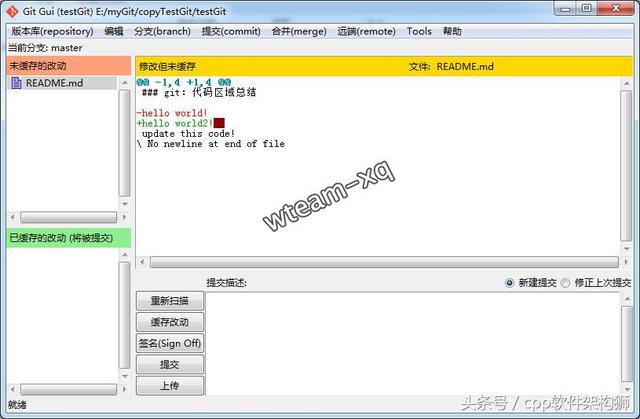 Git Gui (testGit) E:/myGit/copyTestGit/testGit
版本库(repository) 编辑 分支(branch) 提交(commit) 合并(merge) 远端(remote) Tools 帮助
当前分支: master
未缓存的改动
README.md
修改但未缓存 文件: README.md
@@ -1,4 +1,4 @@
### git: 代码区域总结
-hello world!
+hello world2!
update this code!
\ No newline at end of file
wteam-xq
已缓存的改动 (将被提交)
提交描述: 新建提交 修正上次提交
重新扫描
缓存改动
签名(Sign Off)
提交
上传
就绪
头条号／cpp软件架构狮